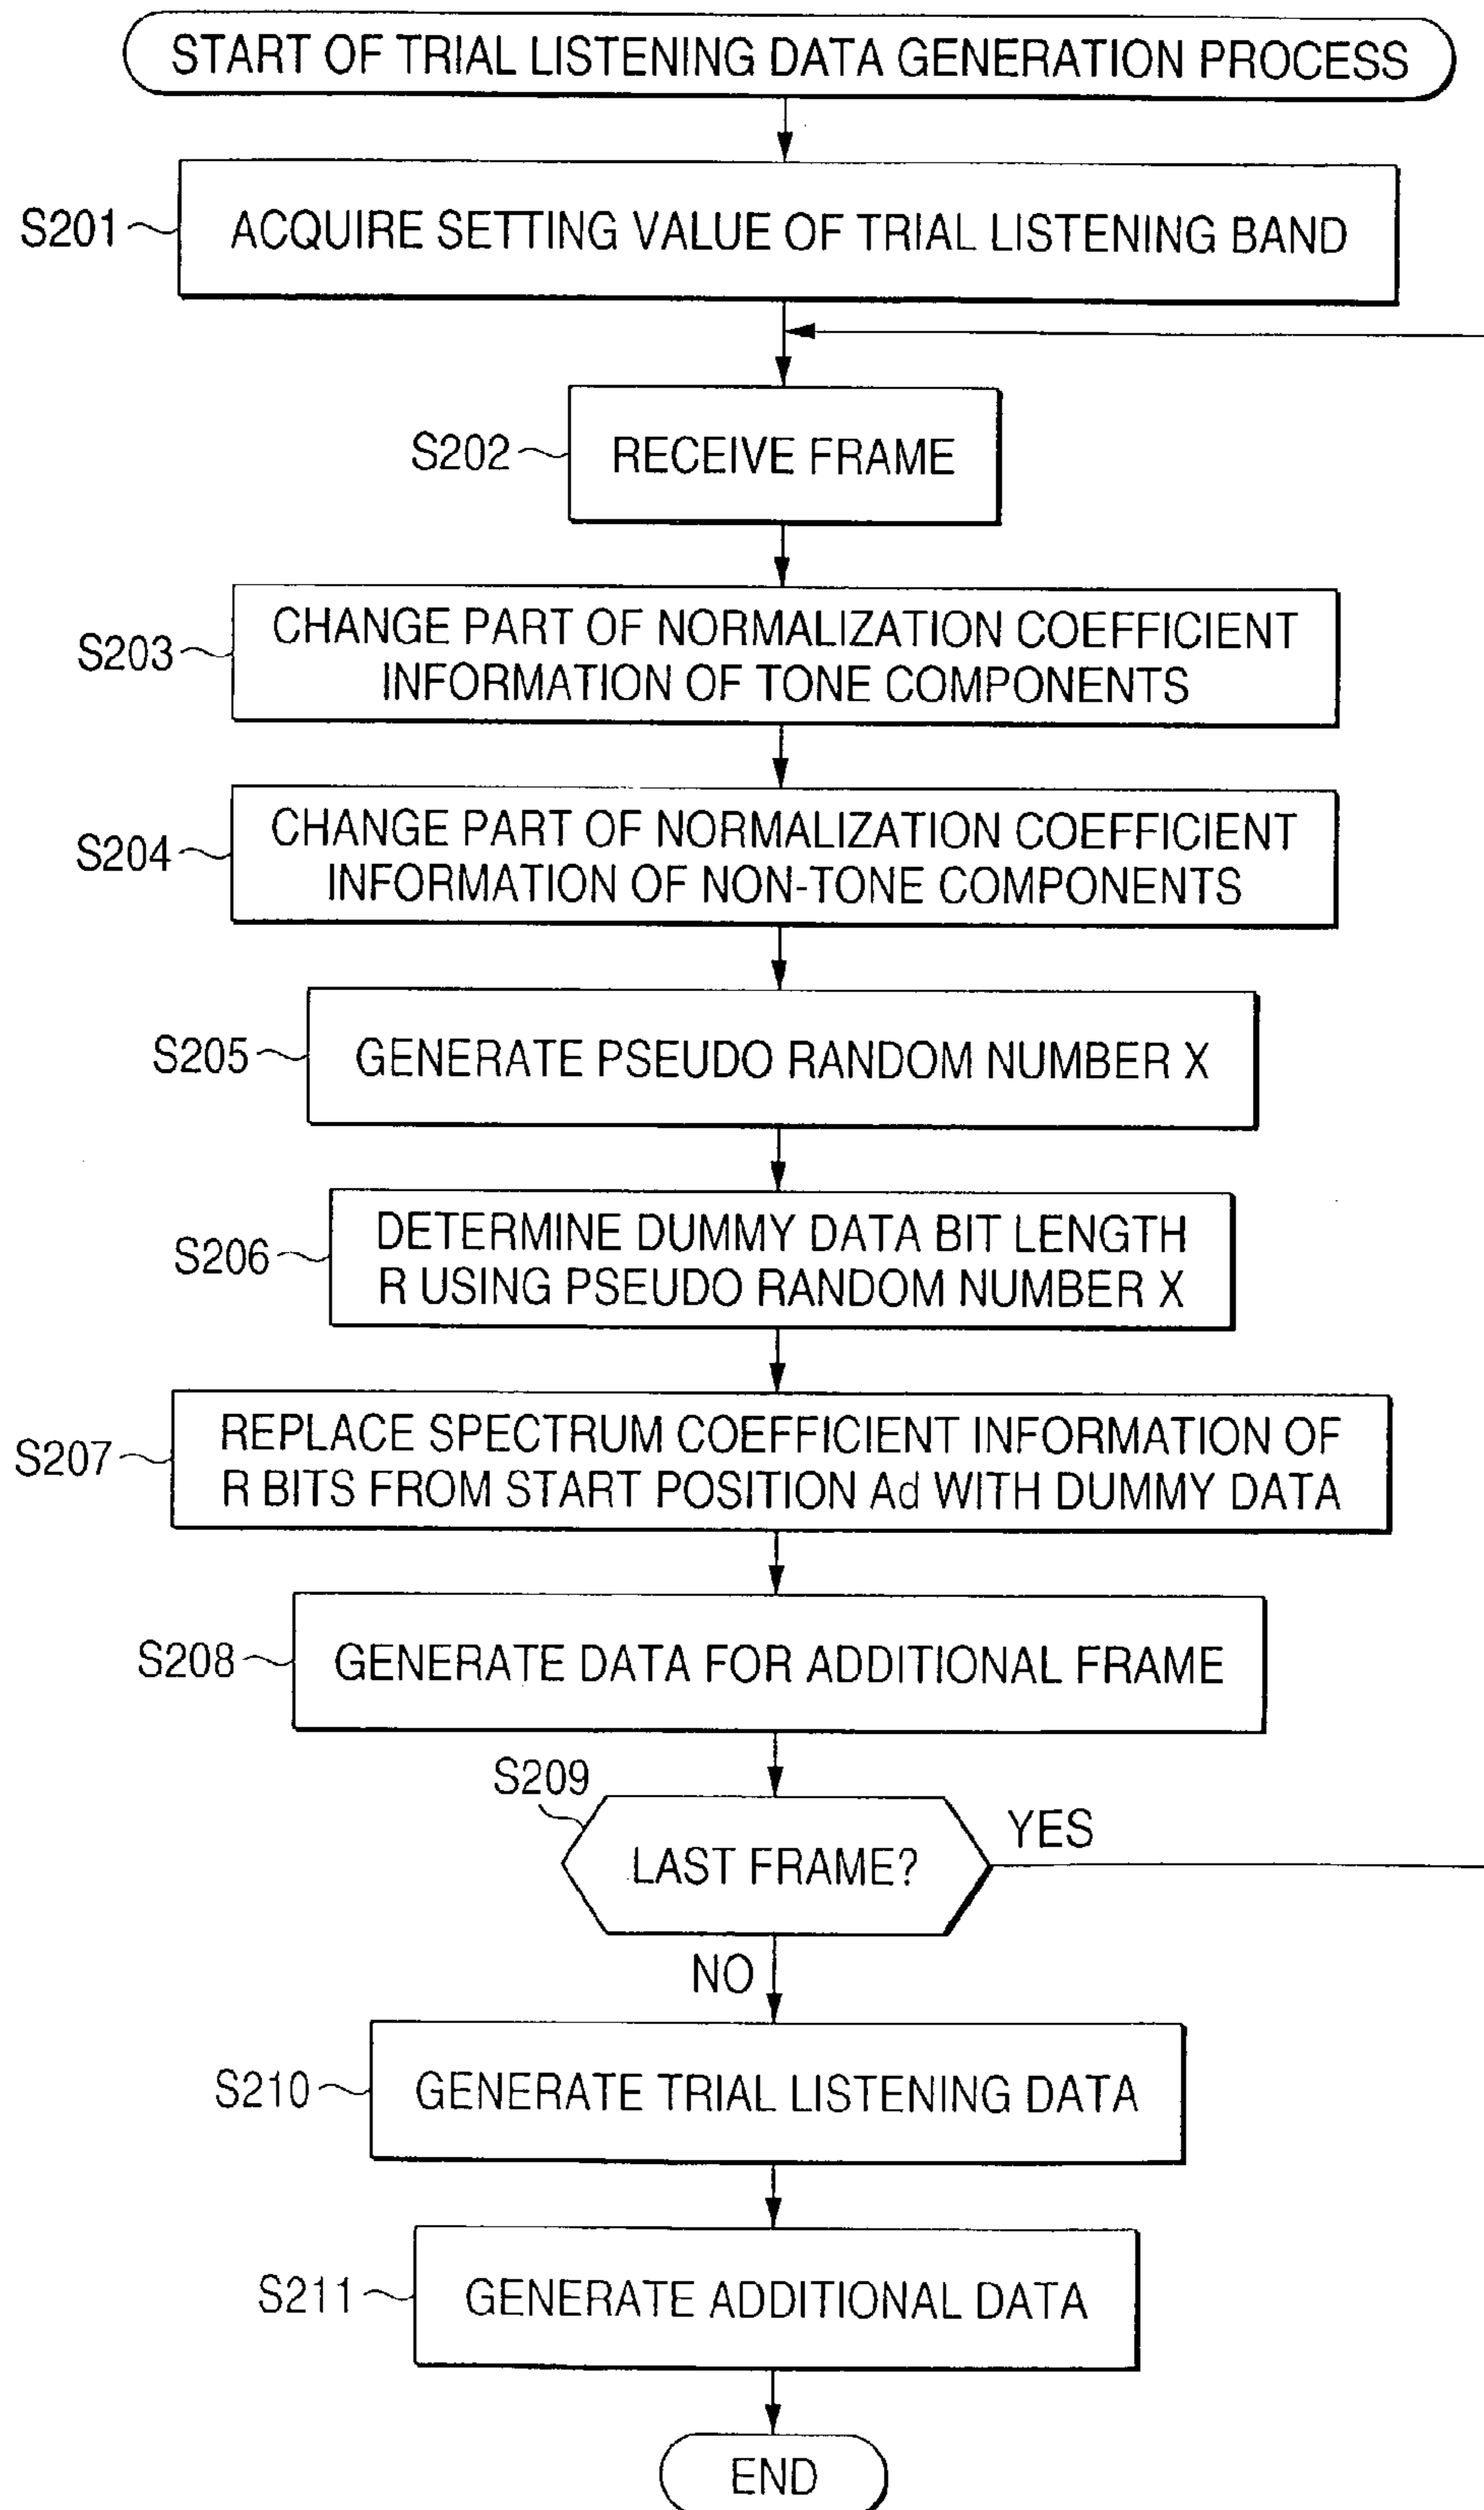 START OF TRIAL LISTENING DATA GENERATION PROCESS
S201
ACQUIRE SETTING VALUE OF TRIAL LISTENING BAND
S202
RECEIVE FRAME
S203
CHANGE PART OF NORMALIZATION COEFFICIENT
INFORMATION OF TONE COMPONENTS
S204
CHANGE PART OF NORMALIZATION COEFFICIENT
INFORMATION OF NON-TONE COMPONENTS
S205
GENERATE PSEUDO RANDOM NUMBER X
S206
DETERMINE DUMMY DATA BIT LENGTH
R USING PSEUDO RANDOM NUMBER X
S207
REPLACE SPECTRUM COEFFICIENT INFORMATION OF
R BITS FROM START POSITION Ad WITH DUMMY DATA
S208
GENERATE DATA FOR ADDITIONAL FRAME
S209
LAST FRAME?
YES
NO
S210
GENERATE TRIAL LISTENING DATA
S211
GENERATE ADDITIONAL DATA
END